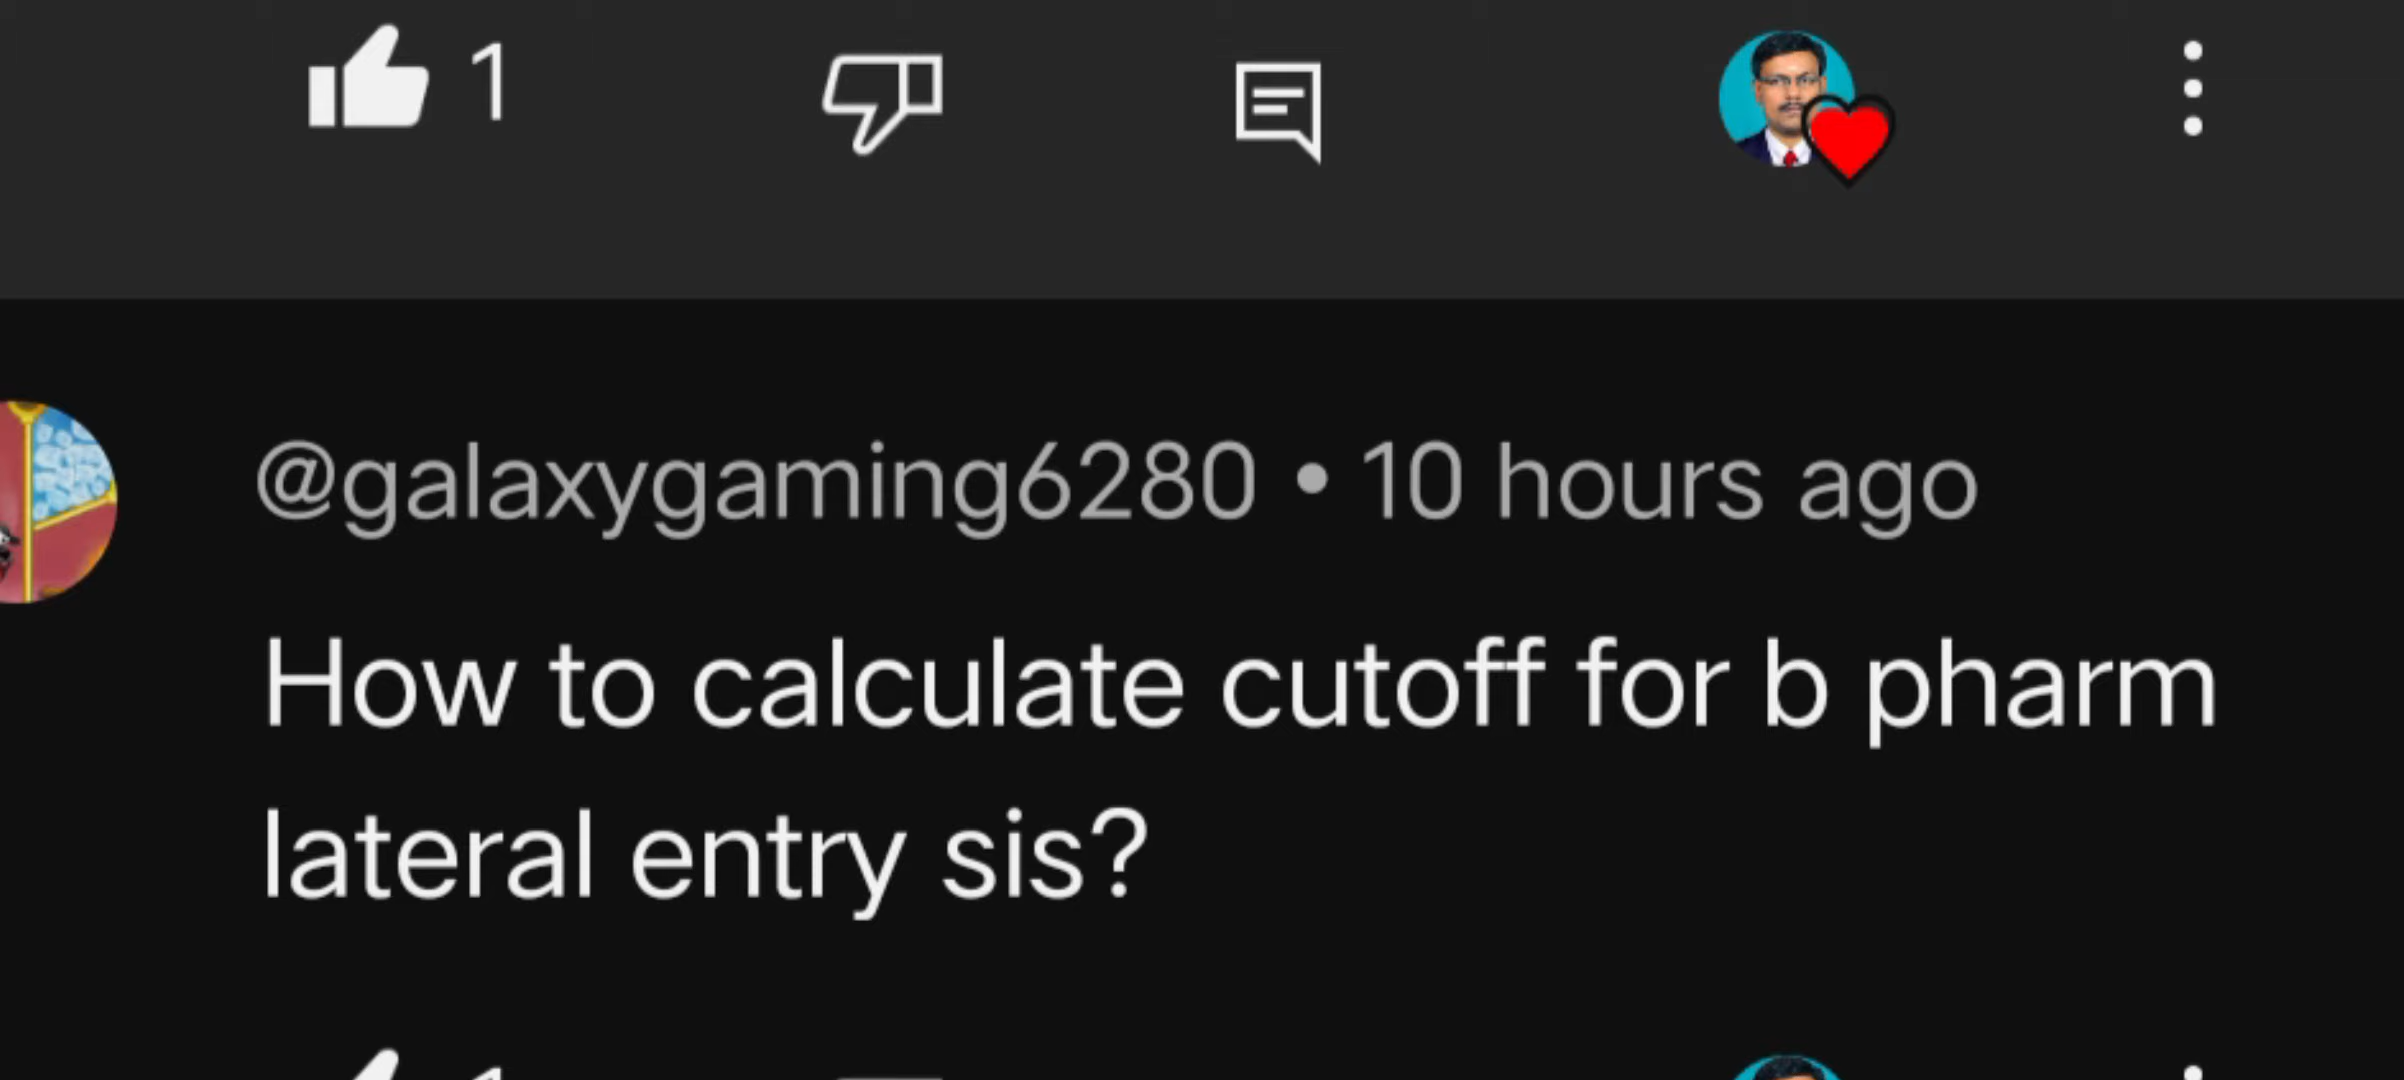 1
@galaxygaming6280 • 10 hours ago
How to calculate cutoff for b pharm
lateral entry sis?